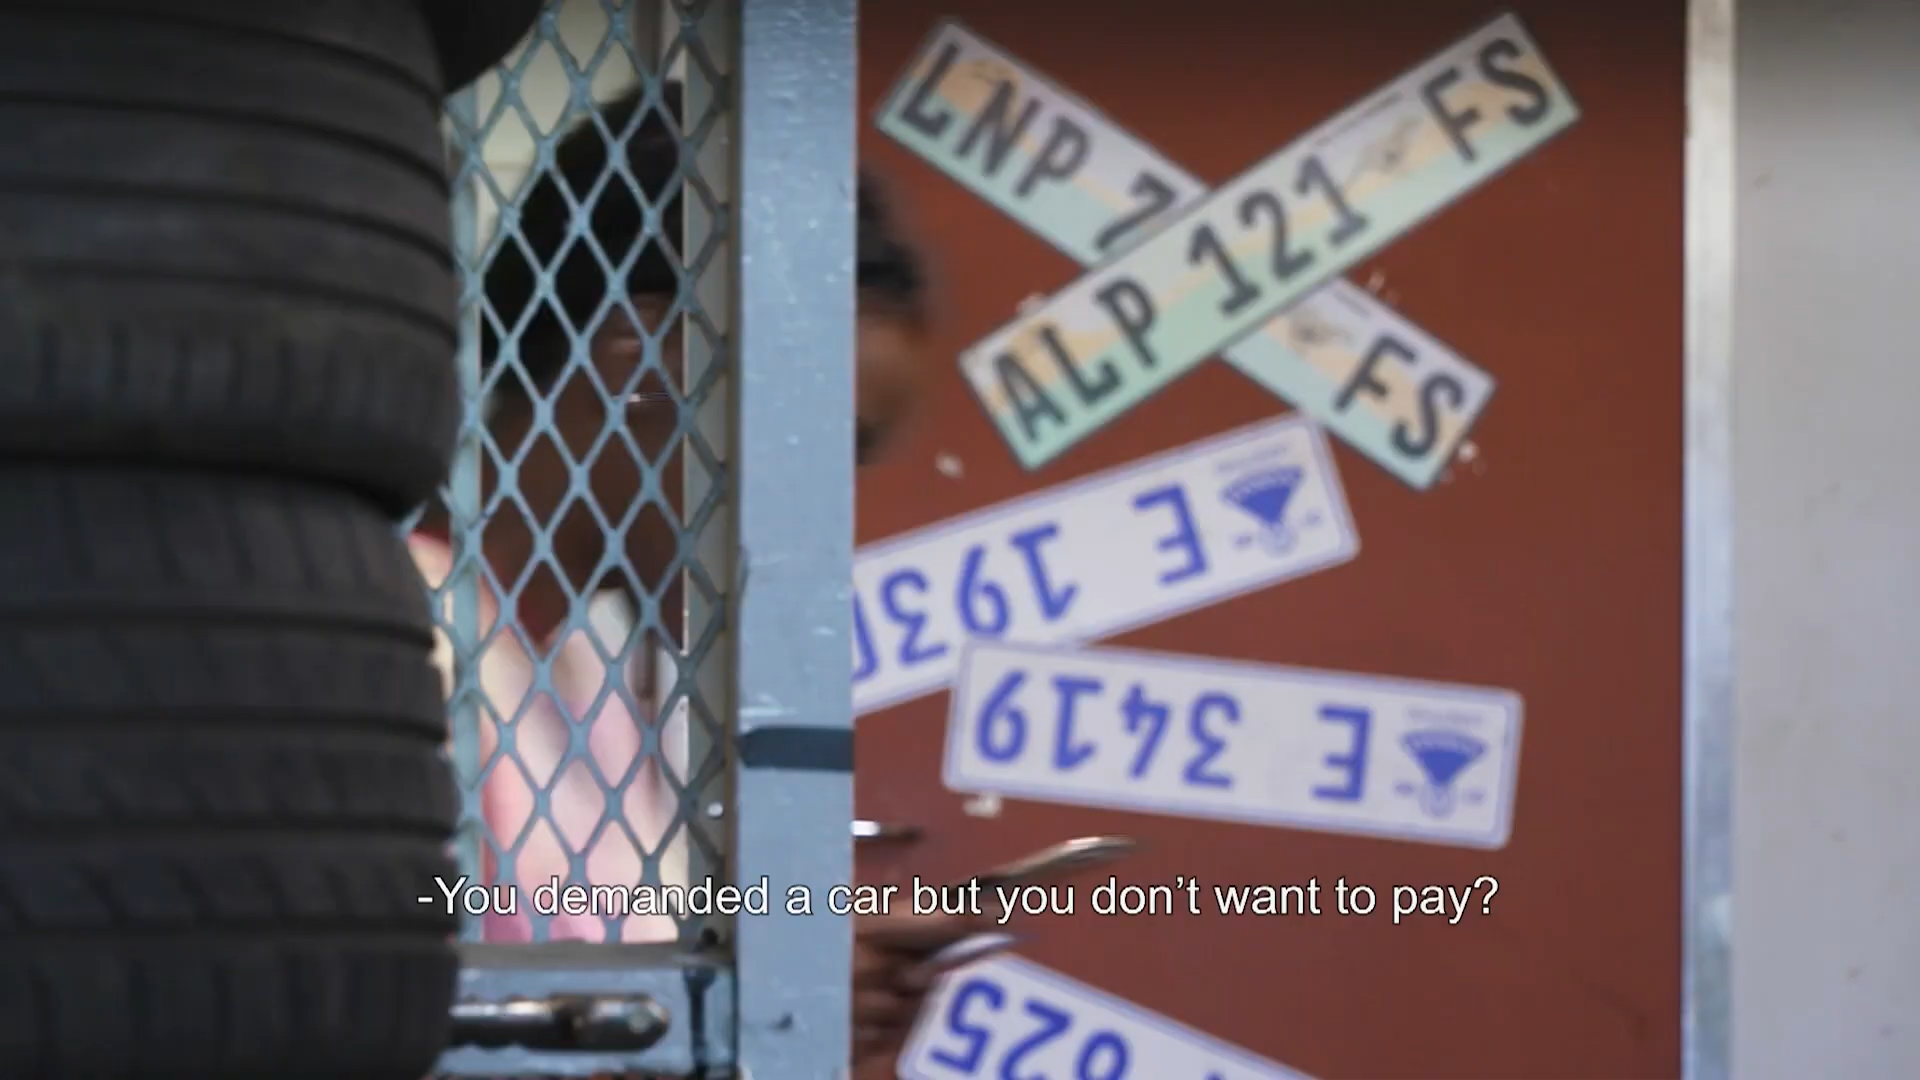 LNP 7 FS
ALP 121 FS
E 193
E 3419
-You demanded a car but you don't want to pay?
625